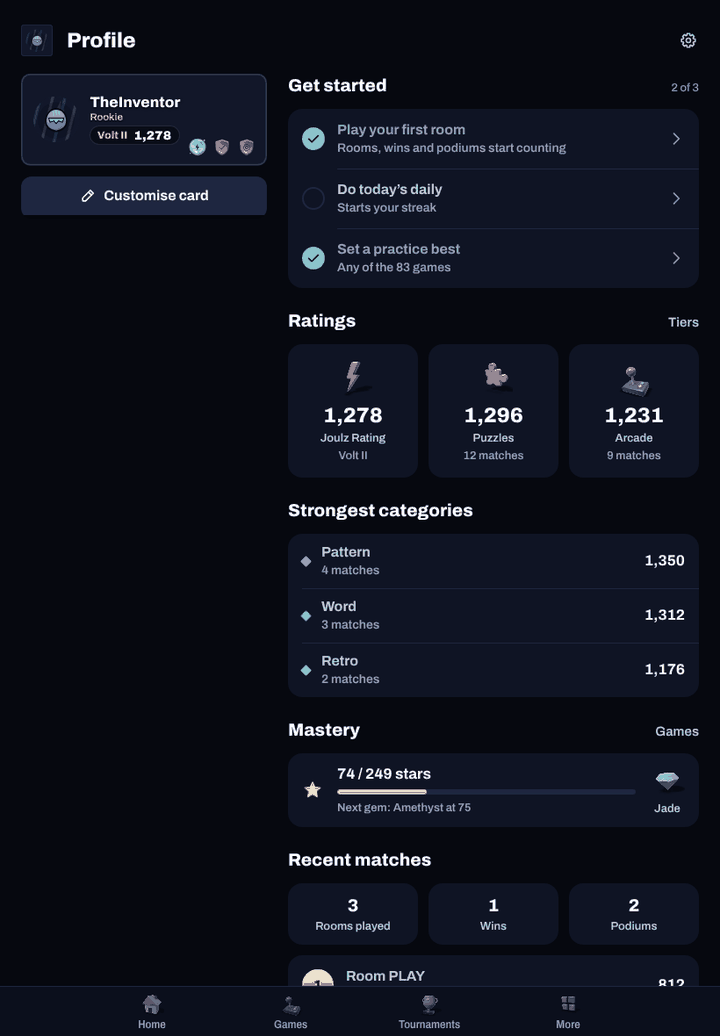 Profile
TheInventor
Rookie
Volt II 1,278
Customise card
Get started
2 of 3
Play your first room
Rooms, wins and podiums start counting
Do today’s daily
Starts your streak
Set a practice best
Any of the 83 games
Ratings
Tiers
1,278
Joulz Rating
Volt II
1,296
Puzzles
12 matches
1,231
Arcade
9 matches
Strongest categories
Pattern
4 matches
1,350
Word
3 matches
1,312
Retro
2 matches
1,176
Mastery
Games
74 / 249 stars
Next gem: Amethyst at 75
Jade
Recent matches
3
Rooms played
1
Wins
2
Podiums
Room PLAY
812
Home
Games
Tournaments
More